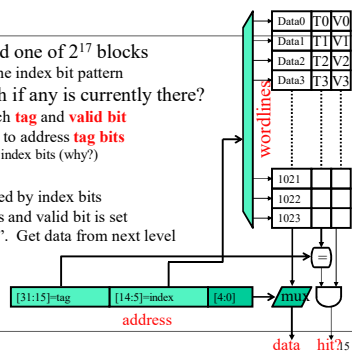 d one of 2¹⁷ blocks
ne index bit pattern
h if any is currently there?
ch tag and valid bit
to address tag bits
index bits (why?)
ed by index bits
s and valid bit is set
”. Get data from next level
wordlines
Data0 T0 V0
Data1 T1 V1
Data2 T2 V2
Data3 T3 V3
1021
1022
1023
=
[31:15]=tag [14:5]=index [4:0]
mux
address
data hit?
15